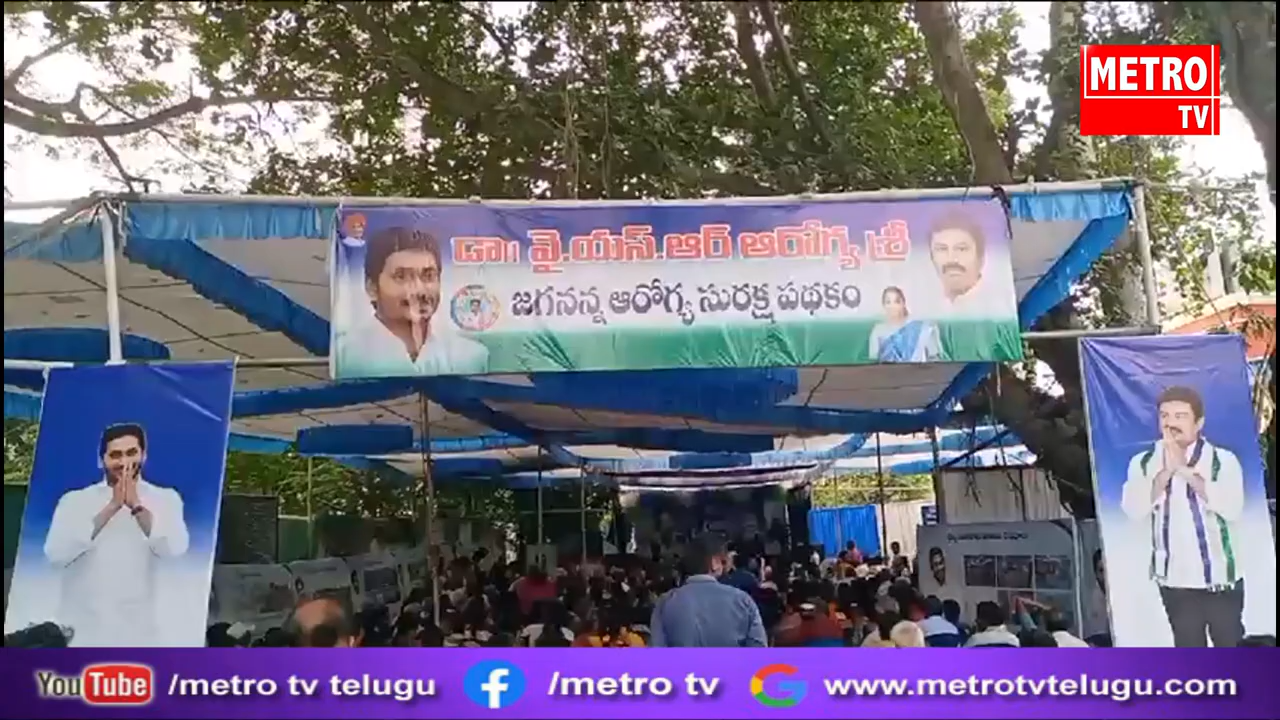 METRO
TV
డా॥ వై.యస్.ఆర్ ఆరోగ్య శ్రీ
జగనన్న ఆరోగ్య సురక్ష పథకం
YouTube /metro tv telugu /metro tv www.metrotvtelugu.com